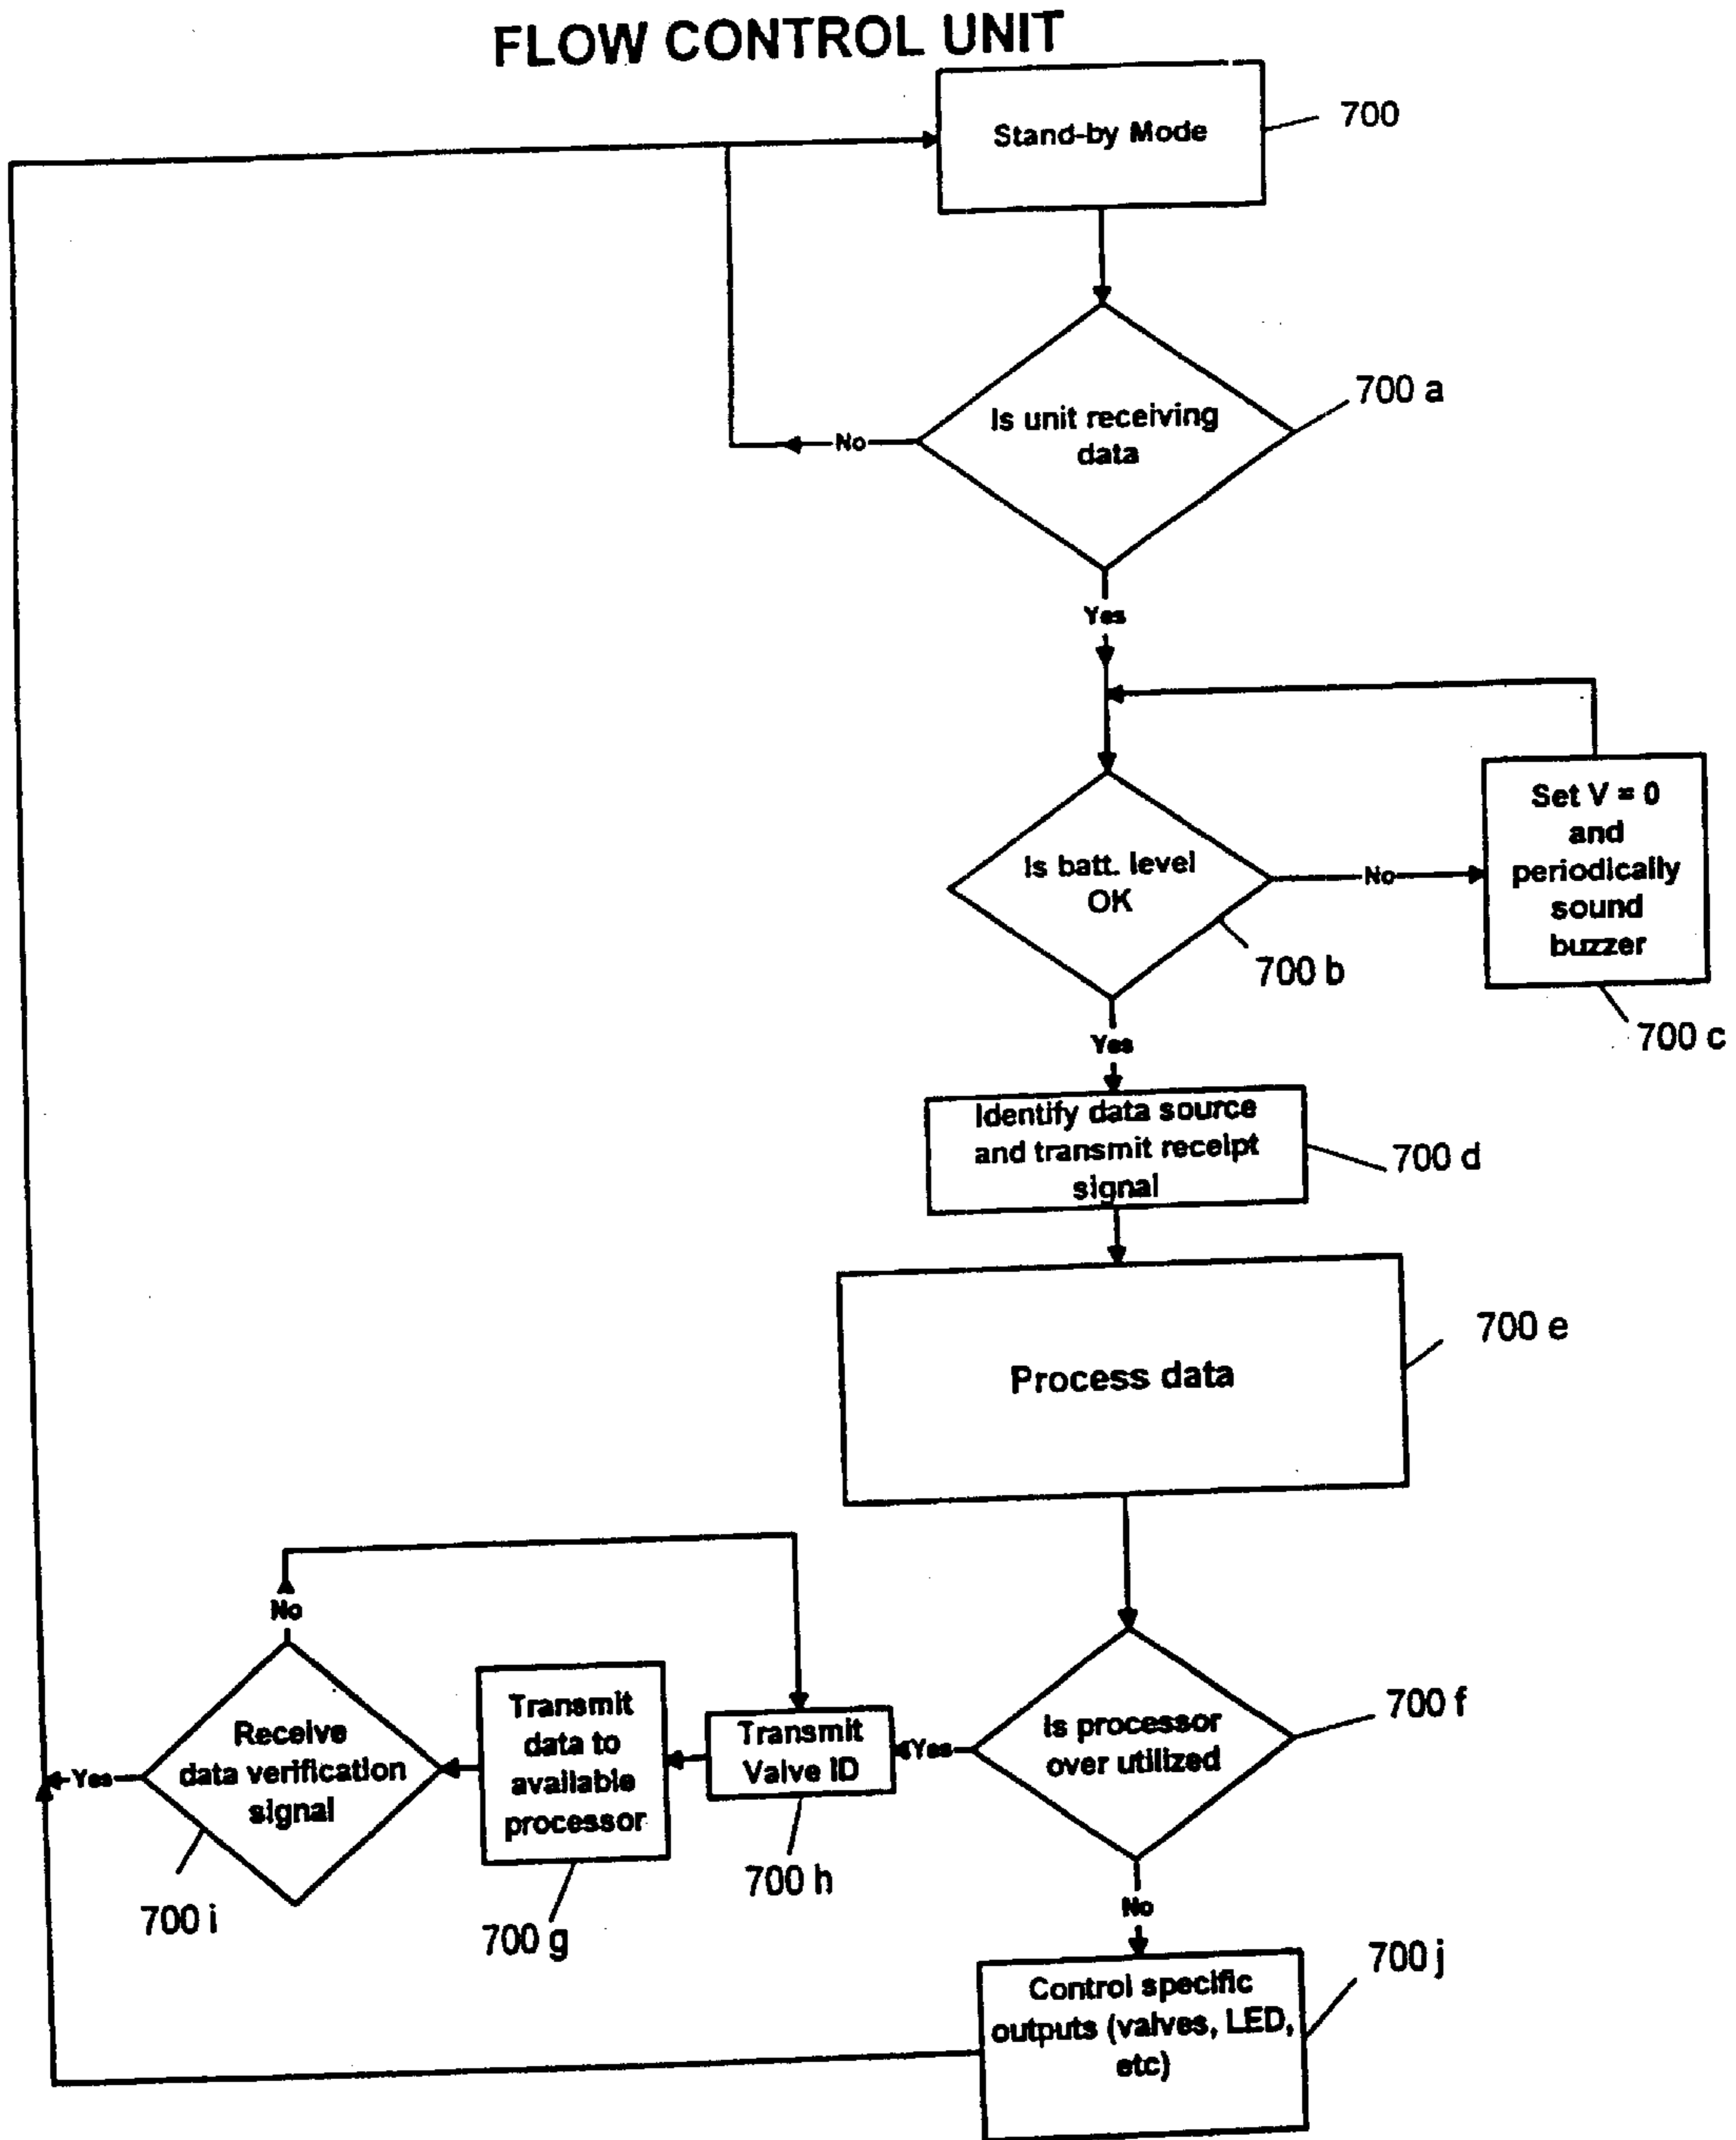 FLOW CONTROL UNIT
Stand-by Mode
700
Is unit receiving
data
700 a
No
Yes
Is batt. level
OK
700 b
No
Set V = 0
and
periodically
sound
buzzer
700 c
Yes
Identify data source
and transmit receipt
signal
700 d
Process data
700 e
Is processor
over utilized
700 f
Yes
Transmit
Valve ID
700 h
Transmit
data to
available
processor
700 g
Receive
data verification
signal
700 i
No
Yes
No
Control specific
outputs (valves, LED,
etc)
700 j